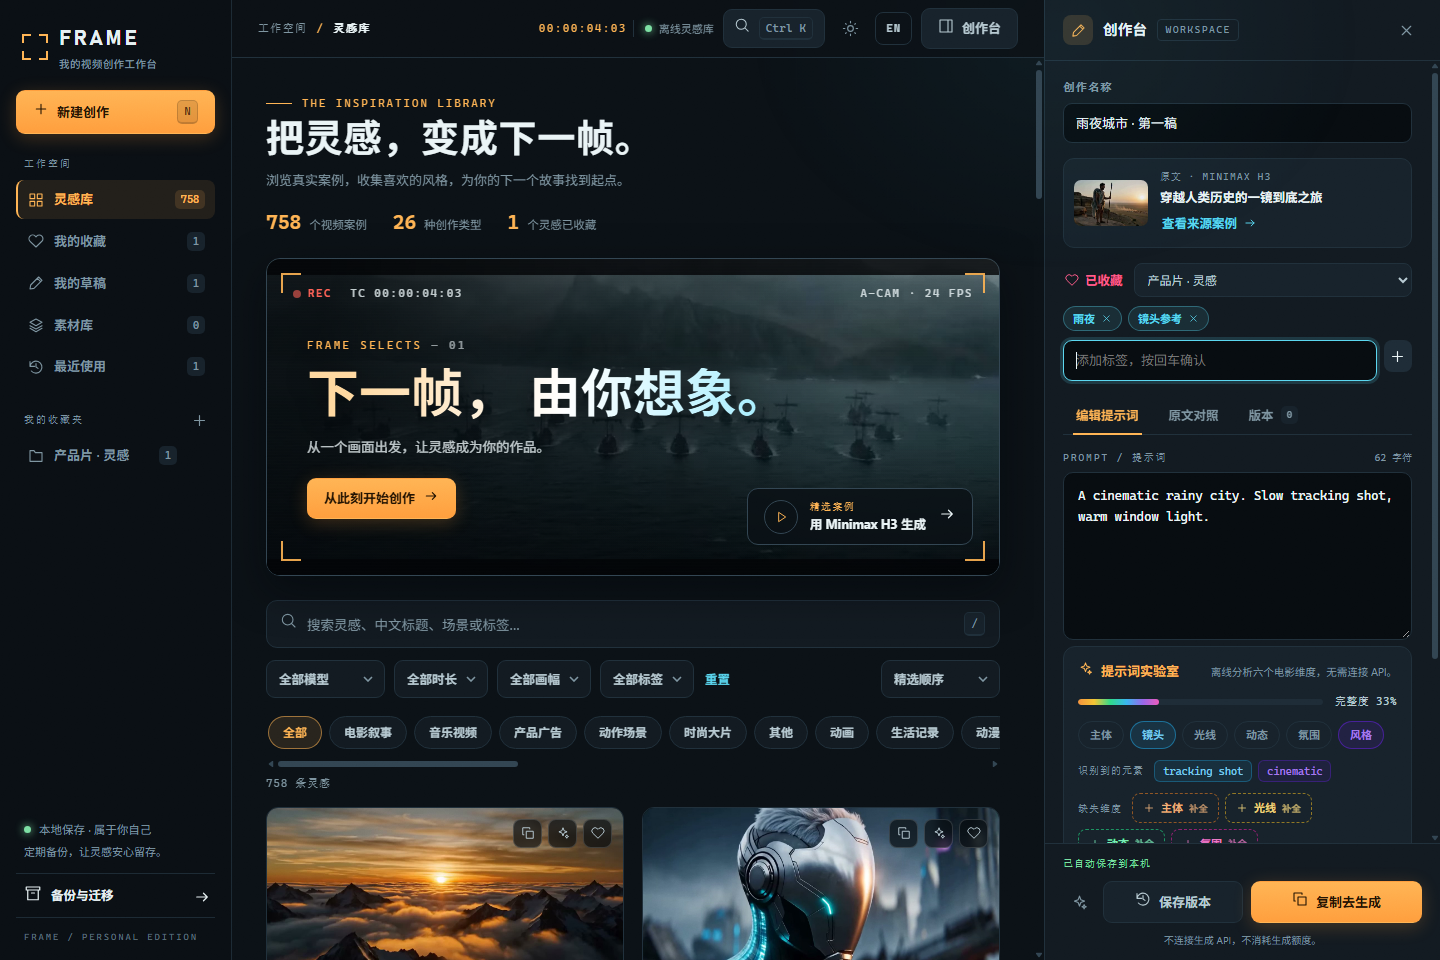 FRAME
我的视频创作工作台
新建创作
N
工作空间
灵感库
758
我的收藏
1
我的草稿
1
素材库
0
最近使用
1
我的收藏夹
产品片 · 灵感
1
本地保存 · 属于你自己
定期备份，让灵感安心留存。
备份与迁移
FRAME / PERSONAL EDITION
工作空间 / 灵感库
00:00:04:03
离线灵感库
Ctrl K
EN
创作台
THE INSPIRATION LIBRARY
把灵感，变成下一帧。
浏览真实案例，收集喜欢的风格，为你的下一个故事找到起点。
758 个视频案例 26 种创作类型 1 个灵感已收藏
REC TC 00:00:04:03
A-CAM · 24 FPS
FRAME SELECTS — 01
下一帧， 由你想象。
从一个画面出发，让灵感成为你的作品。
从此刻开始创作
精选案例
用 Minimax H3 生成
搜索灵感、中文标题、场景或标签...
/
全部模型
全部时长
全部画幅
全部标签
重置
精选顺序
全部
电影叙事
音乐视频
产品广告
动作场景
时尚大片
其他
动画
生活记录
动漫
758 条灵感
创作台
WORKSPACE
创作名称
雨夜城市 · 第一稿
原文 · MINIMAX H3
穿越人类历史的一镜到底之旅
查看来源案例
已收藏
产品片 · 灵感
雨夜
镜头参考
添加标签，按回车确认
编辑提示词
原文对照
版本 0
PROMPT / 提示词
62 字符
A cinematic rainy city. Slow tracking shot,
warm window light.
提示词实验室
离线分析六个电影维度，无需连接 API。
完整度 33%
主体
镜头
光线
动态
氛围
风格
识别到的元素 tracking shot cinematic
缺失维度 + 主体 补全 + 光线 补全
+ 动态 补全 + 氛围 补全
已自动保存到本机
保存版本
复制去生成
不连接生成 API，不消耗生成额度。